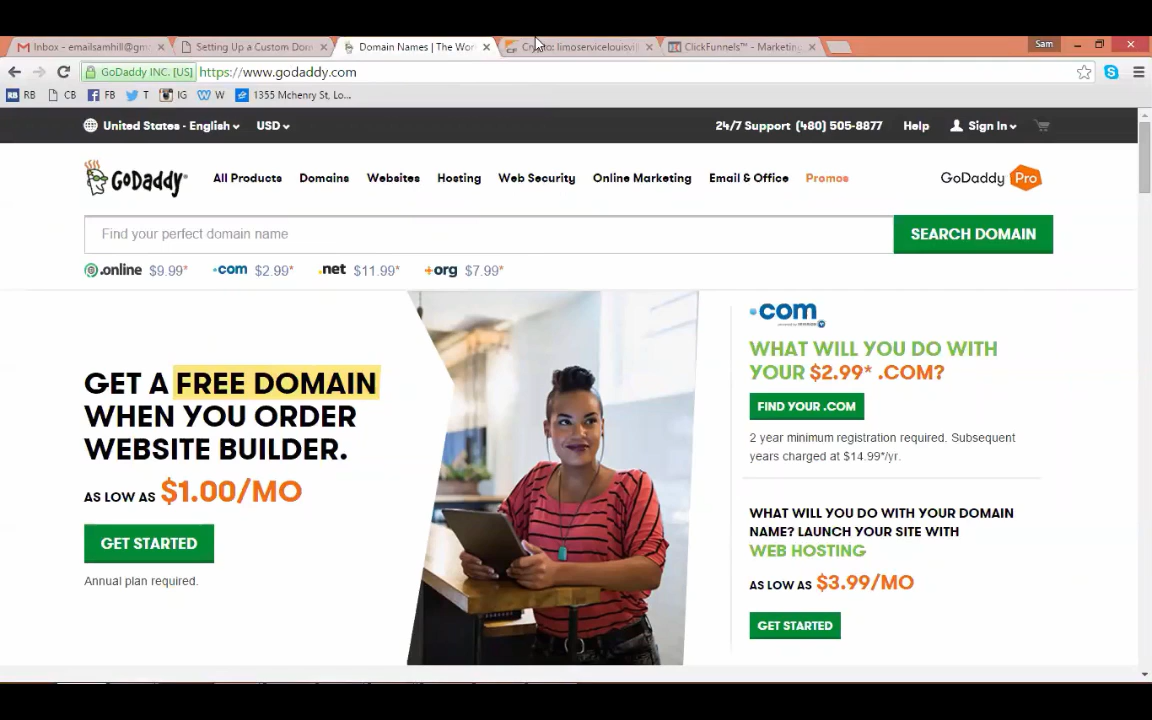 Inbox - emailsamhill@gm
Setting Up a Custom Dom
Domain Names | The Wor
Crypto: limoservicelouisvill
ClickFunnels™ - Marketing
Sam
GoDaddy INC. [US]
https://www.godaddy.com
RB
CB
FB
T
IG
W
1355 Mchenry St, Lo...
United States - English
USD
24/7 Support (480) 505-8877
Help
Sign In
GoDaddy
All Products
Domains
Websites
Hosting
Web Security
Online Marketing
Email & Office
Promos
GoDaddy Pro
Find your perfect domain name
SEARCH DOMAIN
.online $9.99*
.com $2.99*
.net $11.99*
.org $7.99*
GET A FREE DOMAIN
WHEN YOU ORDER
WEBSITE BUILDER.
AS LOW AS $1.00/MO
GET STARTED
Annual plan required.
.com
WHAT WILL YOU DO WITH
YOUR $2.99* .COM?
FIND YOUR .COM
2 year minimum registration required. Subsequent
years charged at $14.99*/yr.
WHAT WILL YOU DO WITH YOUR DOMAIN
NAME? LAUNCH YOUR SITE WITH
WEB HOSTING
AS LOW AS $3.99/MO
GET STARTED